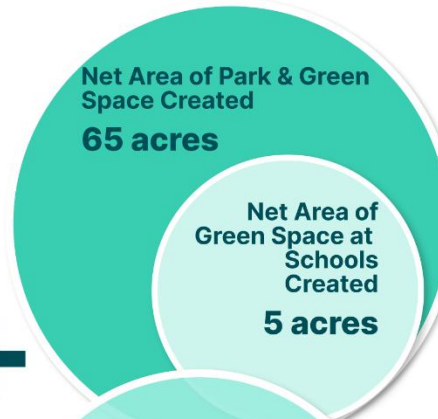 Net Area of Park & Green
Space Created
65 acres
Net Area of
Green Space at
Schools
Created
5 acres